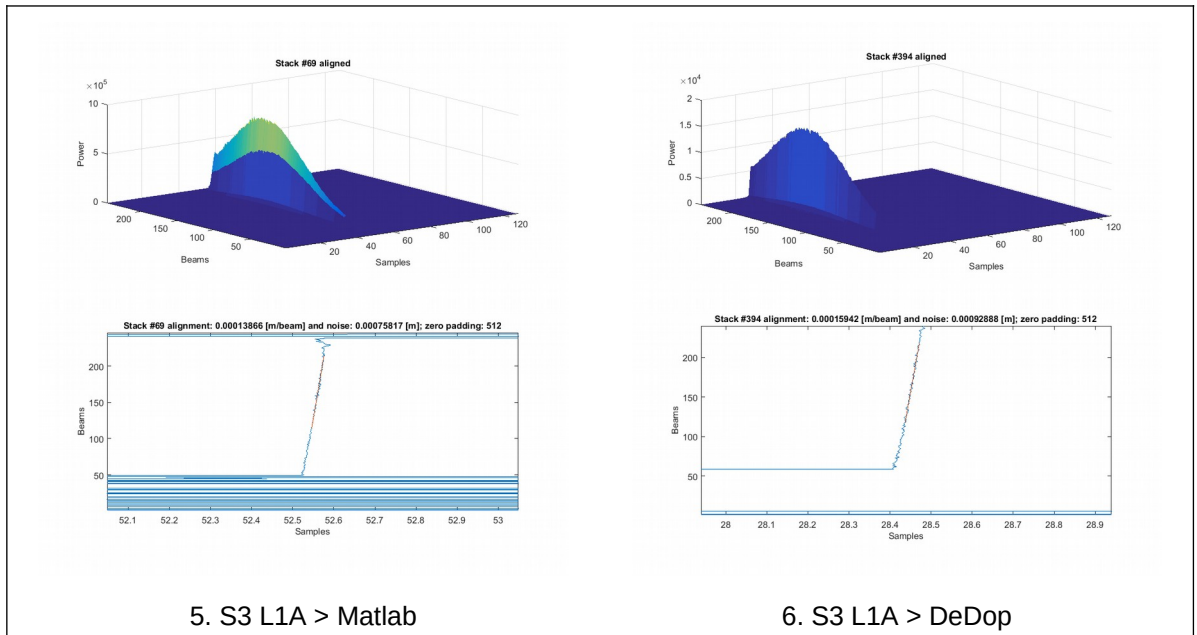 Stack #69 aligned
×10^5
10
5
0
Power
200
150
100
50
Beams
20
40
60
80
100
120
Samples
Stack #394 aligned
×10^4
2
1.5
1
0.5
0
Power
200
150
100
50
Beams
20
40
60
80
100
120
Samples
Stack #69 alignment: 0.00013866 [m/beam] and noise: 0.00075817 [m]; zero padding: 512
200
150
100
50
Beams
52.1 52.2 52.3 52.4 52.5 52.6 52.7 52.8 52.9 53
Samples
Stack #394 alignment: 0.00015942 [m/beam] and noise: 0.00092888 [m]; zero padding: 512
200
150
100
50
Beams
28 28.1 28.2 28.3 28.4 28.5 28.6 28.7 28.8 28.9
Samples
5. S3 L1A > Matlab
6. S3 L1A > DeDop